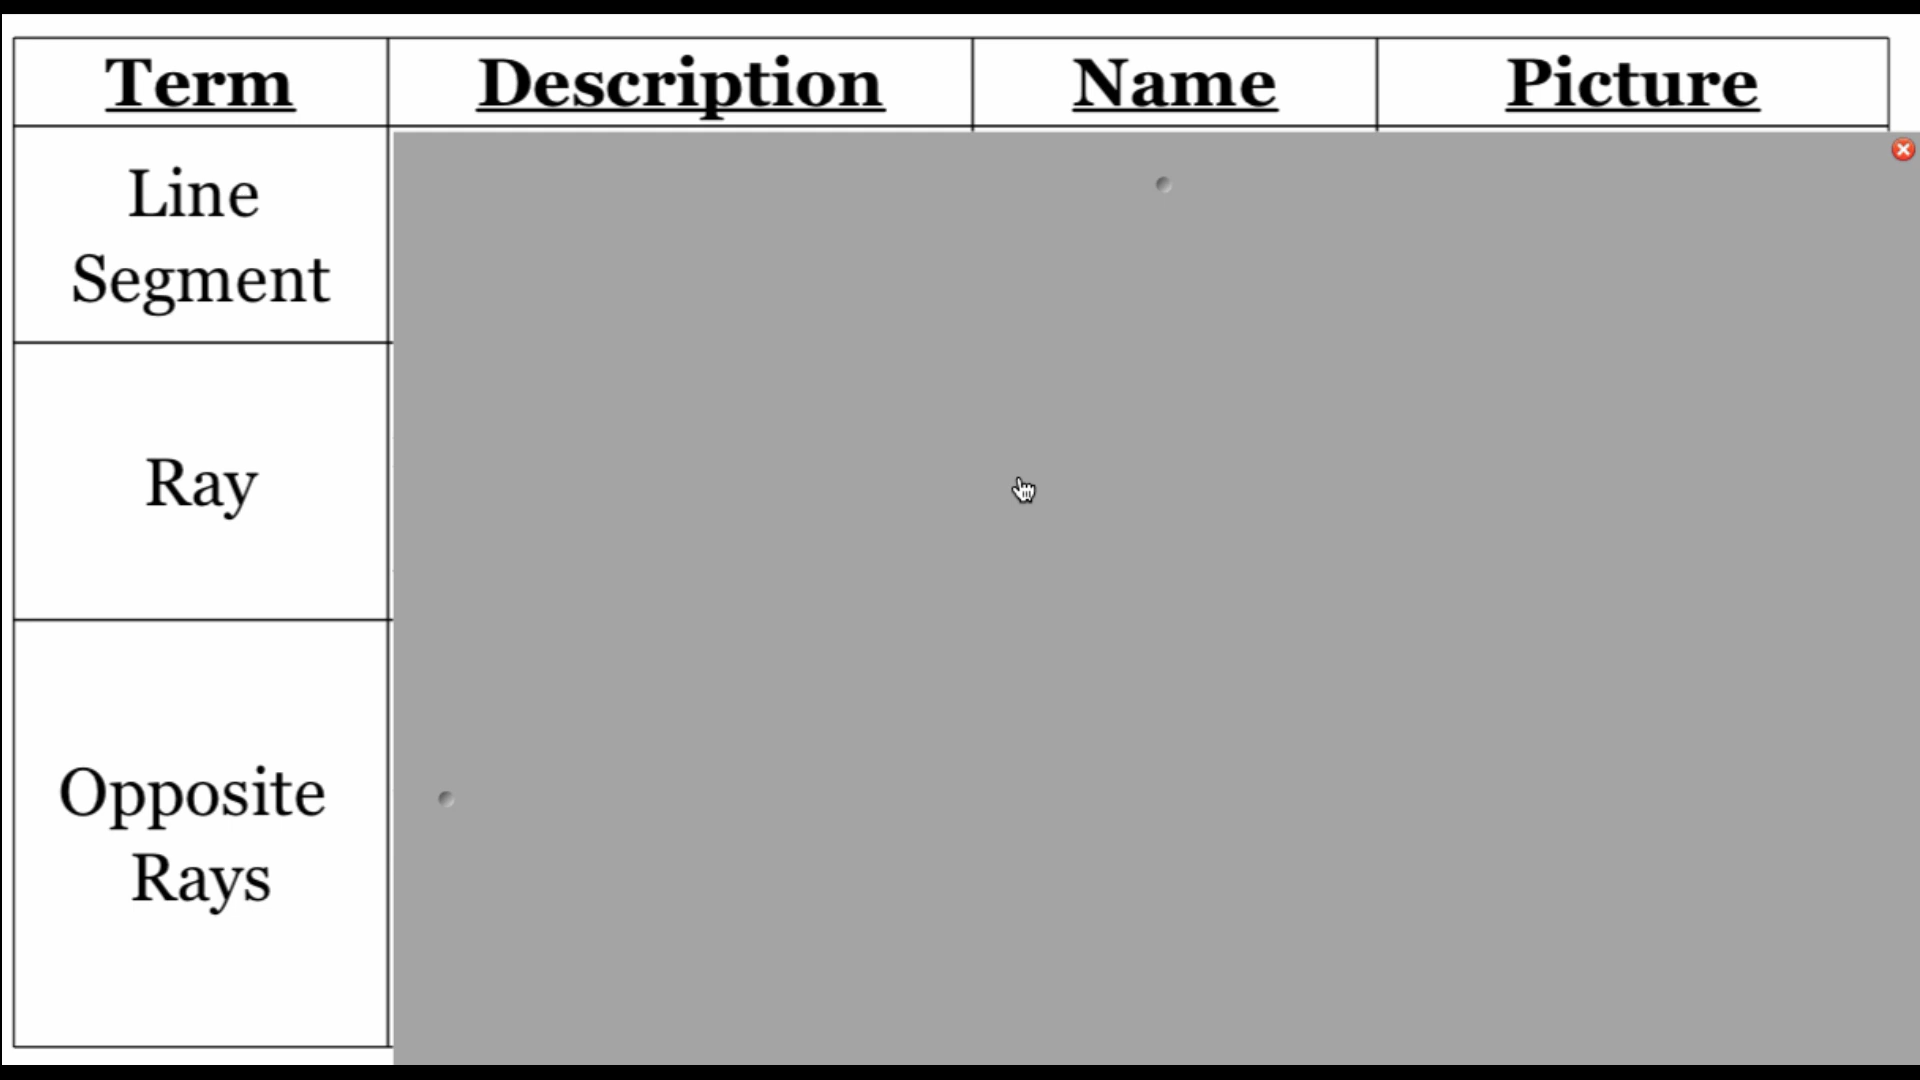 Term Description Name Picture
Line
Segment
Ray
Opposite
Rays